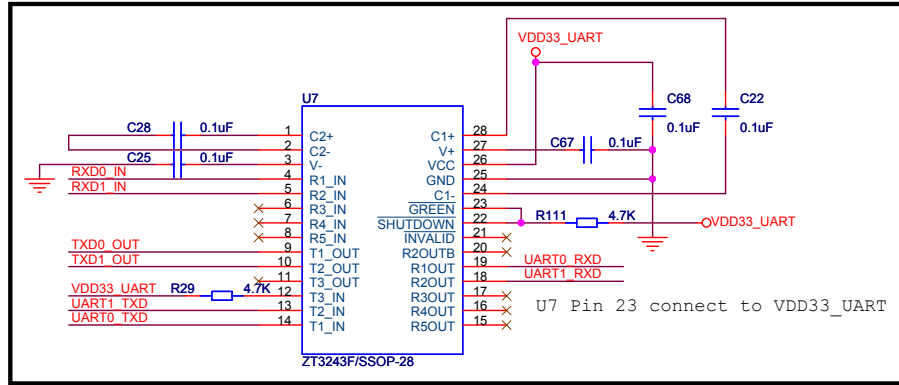 VDD33_UART
U7
C28 0.1uF
C25 0.1uF
RXD0_IN
RXD1_IN
TXD0_OUT
TXD1_OUT
VDD33_UART R29 4.7K
UART1_TXD
UART0_TXD
1 C2+
2 C2-
3 V-
4 R1_IN
5 R2_IN
6 R3_IN
7 R4_IN
8 R5_IN
9 T1_OUT
10 T2_OUT
11 T3_OUT
12 T3_IN
13 T2_IN
14 T1_IN
C1+ 28
V+ 27
VCC 26
GND 25
C1- 24
GREEN 23
SHUTDOWN 22
INVALID 21
R2OUTB 20
R1OUT 19
R2OUT 18
R3OUT 17
R4OUT 16
R5OUT 15
ZT3243F/SSOP-28
C68
0.1uF
C22
0.1uF
C67 0.1uF
R111 4.7K VDD33_UART
UART0_RXD
UART1_RXD
U7 Pin 23 connect to VDD33_UART